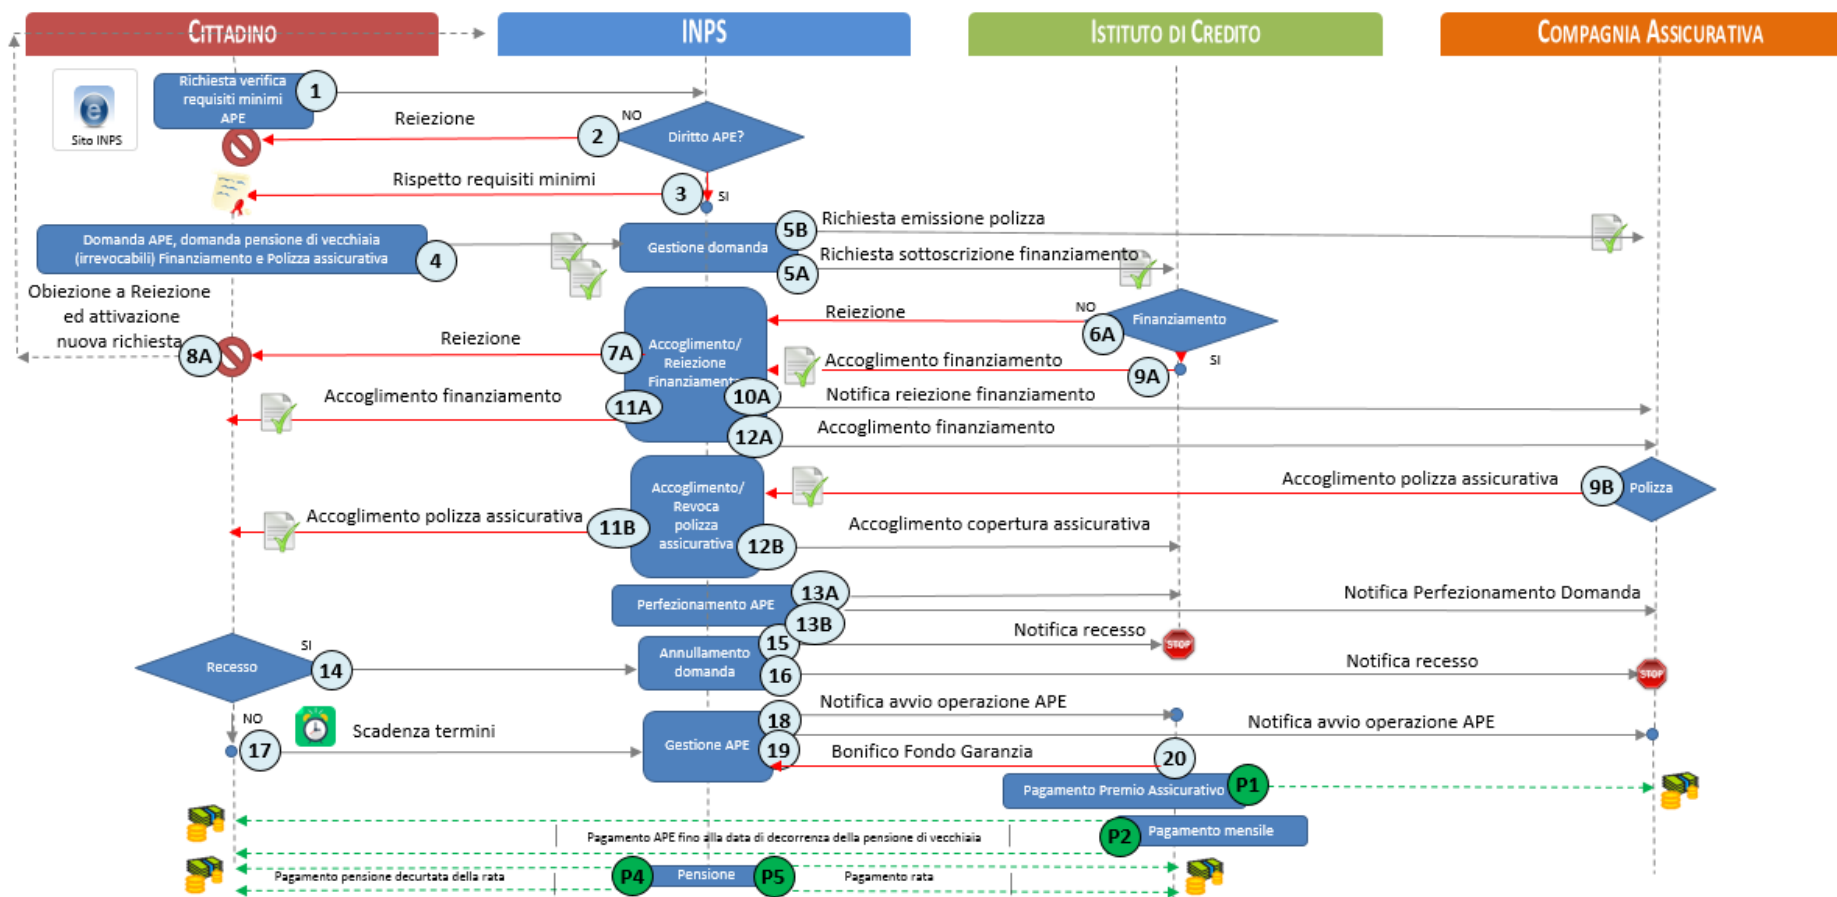 CITTADINO
INPS
ISTITUTO DI CREDITO
COMPAGNIA ASSICURATIVA
Sito INPS
Richiesta verifica
requisiti minimi
APE
1
Reiezione
2
NO
Diritto APE?
Rispetto requisiti minimi
3
SI
Domanda APE, domanda pensione di vecchiaia
(irrevocabili) Finanziamento e Polizza assicurativa
4
Gestione domanda
5B
Richiesta emissione polizza
5A
Richiesta sottoscrizione finanziamento
Obiezione a Reiezione
ed attivazione
nuova richiesta
8A
Reiezione
7A
Accoglimento/
Reiezione
Finanziamento
Reiezione
NO
6A
Finanziamento
SI
Accoglimento finanziamento
9A
Accoglimento finanziamento
11A
10A
Notifica reiezione finanziamento
12A
Accoglimento finanziamento
Accoglimento polizza assicurativa
9B
Polizza
Accoglimento/
Revoca
polizza
assicurativa
Accoglimento polizza assicurativa
11B
12B
Accoglimento copertura assicurativa
Perfezionamento APE
13A
13B
Notifica Perfezionamento Domanda
Recesso
SI
14
Annullamento
domanda
15
Notifica recesso
STOP
16
Notifica recesso
STOP
NO
17
Scadenza termini
Gestione APE
18
Notifica avvio operazione APE
Notifica avvio operazione APE
19
Bonifico Fondo Garanzia
20
Pagamento Premio Assicurativo
P1
Pagamento APE fino alla data di decorrenza della pensione di vecchiaia
P2
Pagamento mensile
Pagamento pensione decurtata della rata
P4
Pensione
P5
Pagamento rata